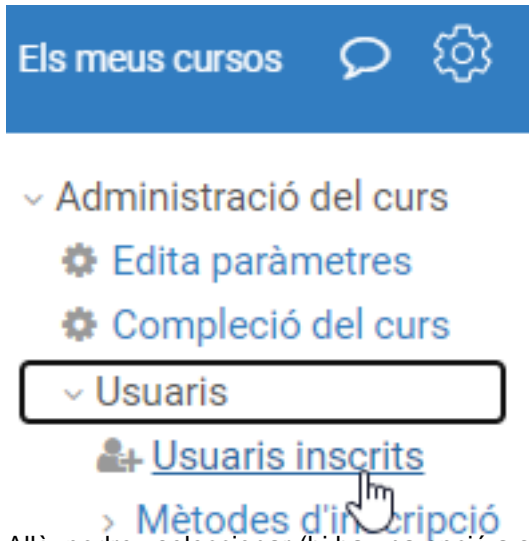 Els meus cursos
Administració del curs
Edita paràmetres
Compleció del curs
Usuaris
Usuaris inscrits
Mètodes d'inscripció